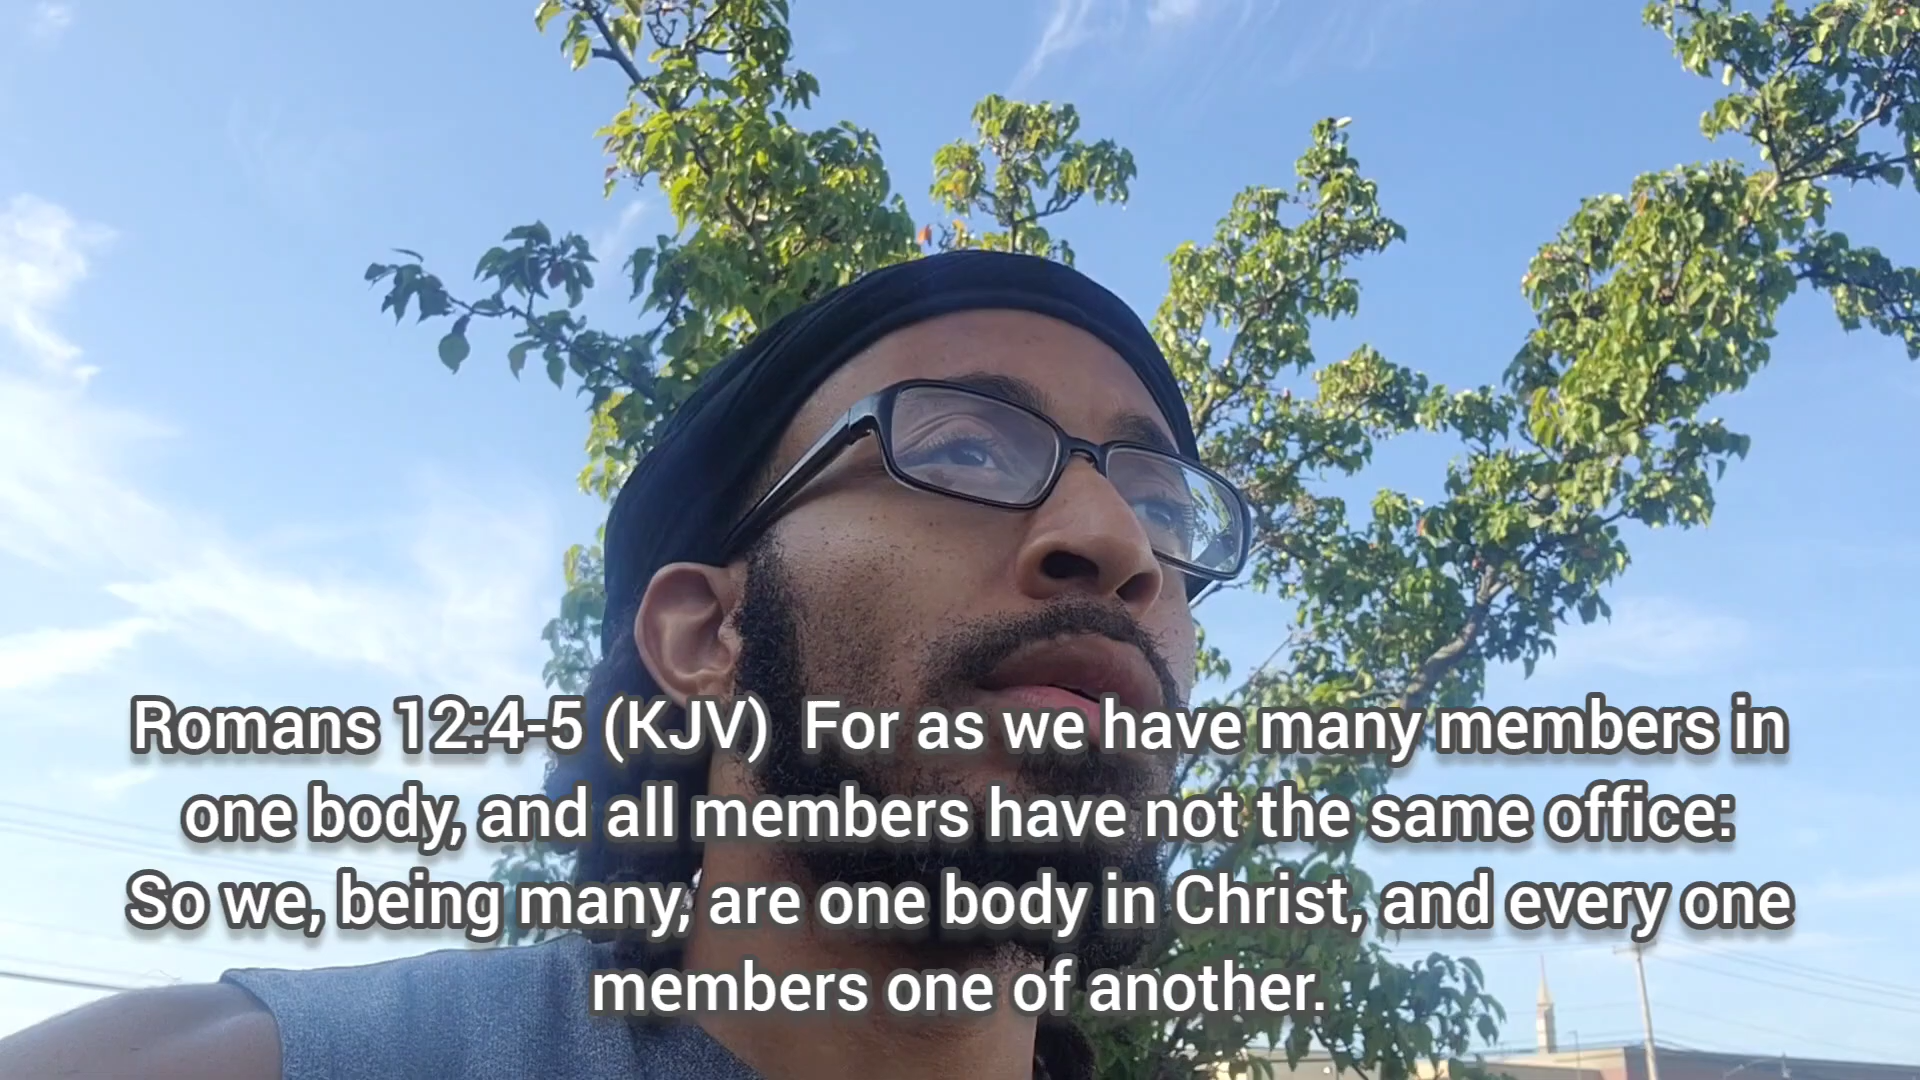 Romans 12:4-5 (KJV)  For as we have many members in
one body, and all members have not the same office:
So we, being many, are one body in Christ, and every one
members one of another.